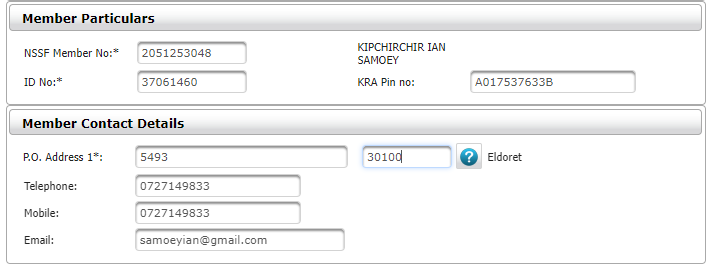 Member Particulars
NSSF Member No:* 2051253048 KIPCHIRCHIR IAN
SAMOEY
ID No:* 37061460 KRA Pin no: A017537633B
Member Contact Details
P.O. Address 1*: 5493 30100 ? Eldoret
Telephone: 0727149833
Mobile: 0727149833
Email: samoeyian@gmail.com